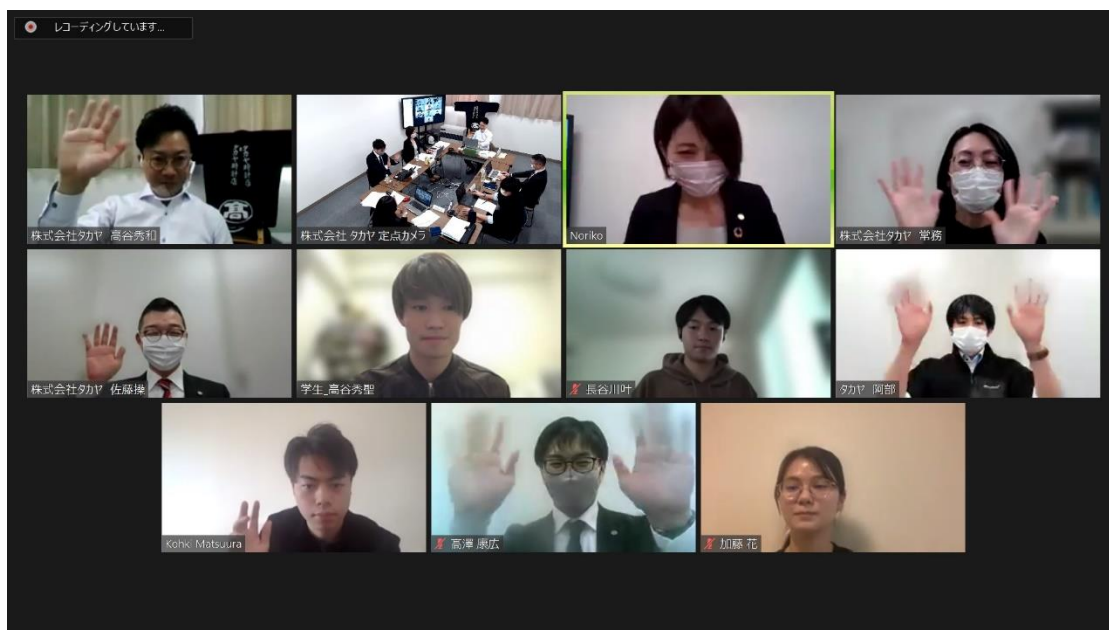 レコーディングしています...
株式会社タカヤ 高谷秀和
株式会社 タカヤ 定点カメラ
Noriko
株式会社タカヤ 常務
株式会社タカヤ 佐藤操
学生_高谷秀聖
長谷川叶
タカヤ 阿部
Kohki Matsuura
高澤 康広
加藤 花